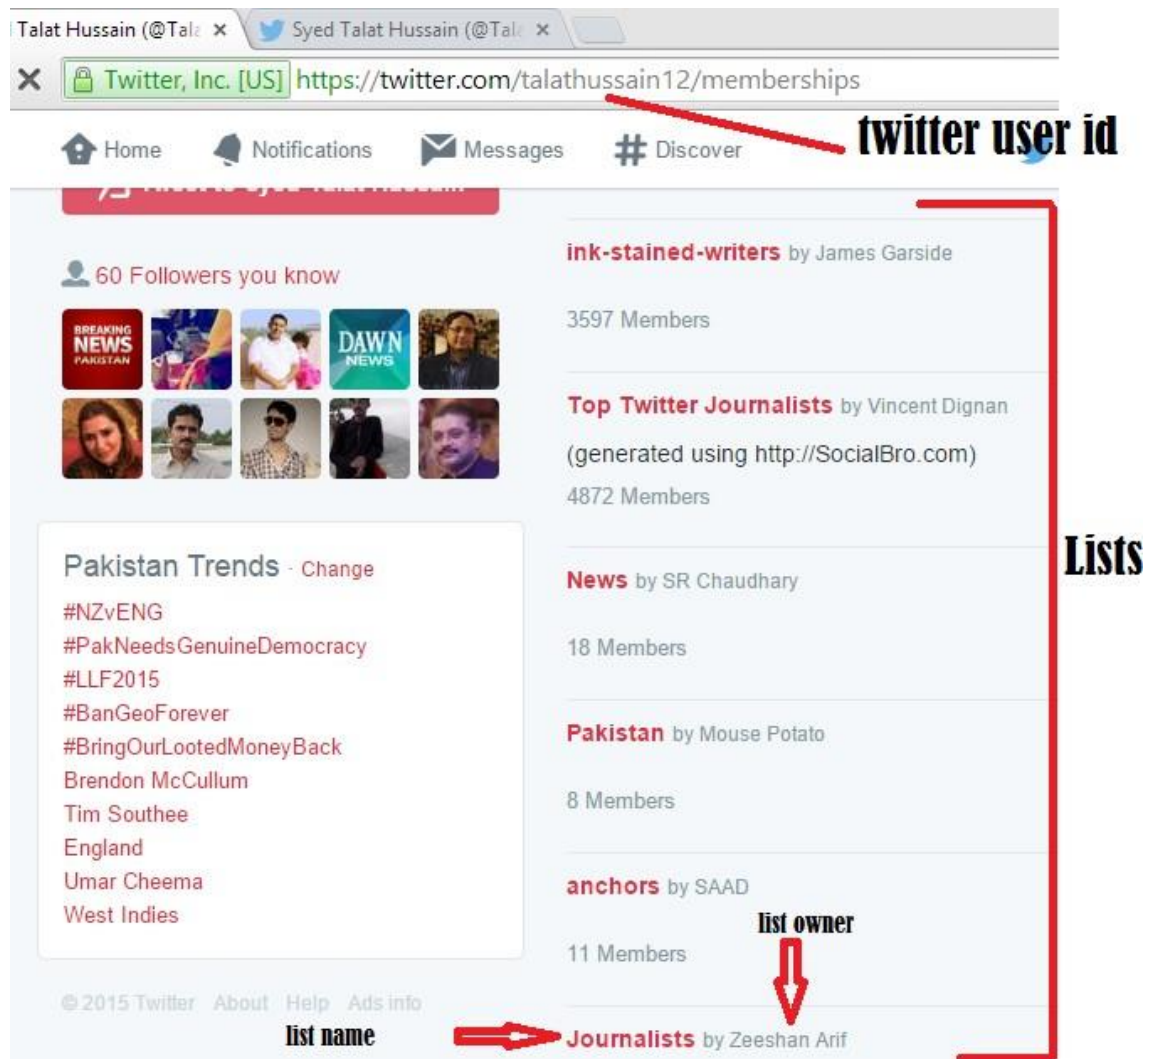 Talat Hussain (@Tala
Syed Talat Hussain (@Tala
Twitter, Inc. [US] https://twitter.com/talathussain12/memberships
twitter user id
Home Notifications Messages # Discover
60 Followers you know
BREAKING
NEWS
PAKISTAN
DAWN
NEWS
Pakistan Trends · Change
#NZvENG
#PakNeedsGenuineDemocracy
#LLF2015
#BanGeoForever
#BringOurLootedMoneyBack
Brendon McCullum
Tim Southee
England
Umar Cheema
West Indies
© 2015 Twitter About Help Ads info
ink-stained-writers by James Garside
3597 Members
Top Twitter Journalists by Vincent Dignan
(generated using http://SocialBro.com)
4872 Members
News by SR Chaudhary
18 Members
Pakistan by Mouse Potato
8 Members
anchors by SAAD
11 Members
list owner
list name
Journalists by Zeeshan Arif
Lists